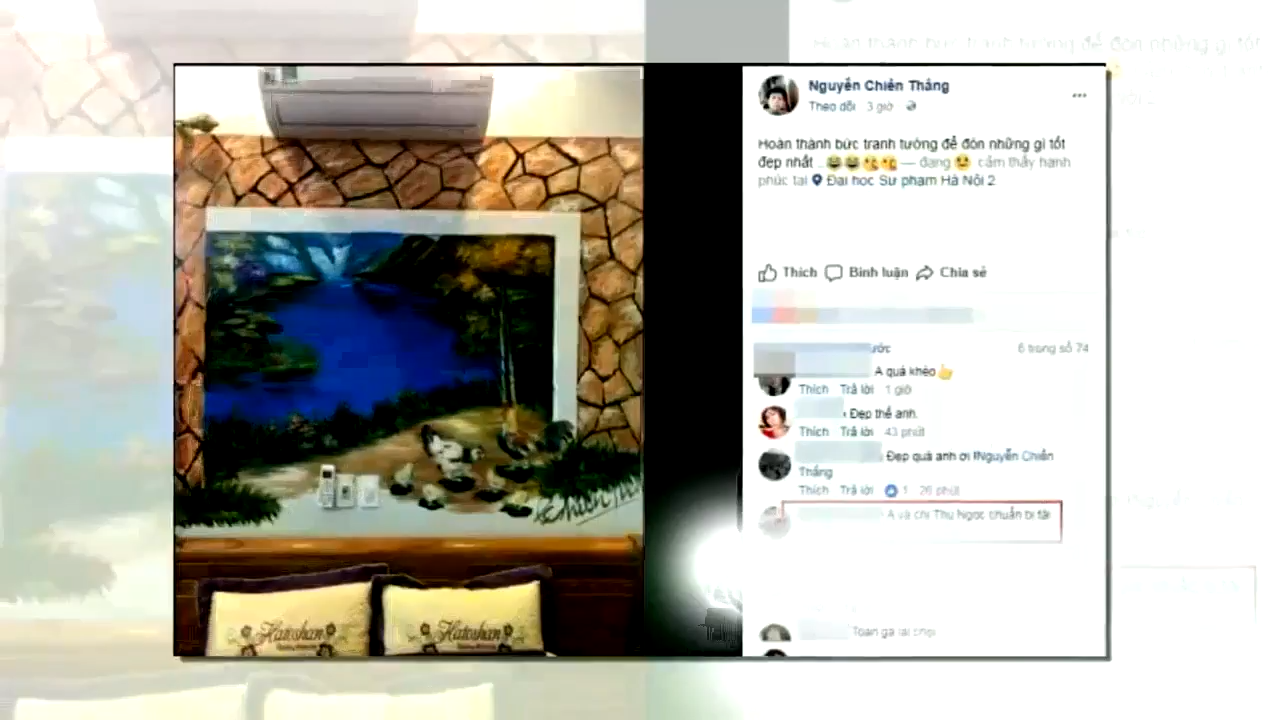 Nguyễn Chiến Thắng
Theo dõi 3 giờ
Hoàn thành bức tranh tường để đón những gì tốt
đẹp nhất .. — đang cảm thấy hạnh
phúc tại Đại học Sư phạm Hà Nội 2
Thích Bình luận Chia sẻ
6 trong số 74
A quá khéo
Thích Trả lời 1 giờ
Đẹp thế anh.
Thích Trả lời 43 phút
Đẹp quá anh ơi Nguyễn Chiến
Thắng
Thích Trả lời 1 26 phút
A và chị Thu Ngọc chuẩn bị tái
Toàn gà
Hatoshan
Hatoshan